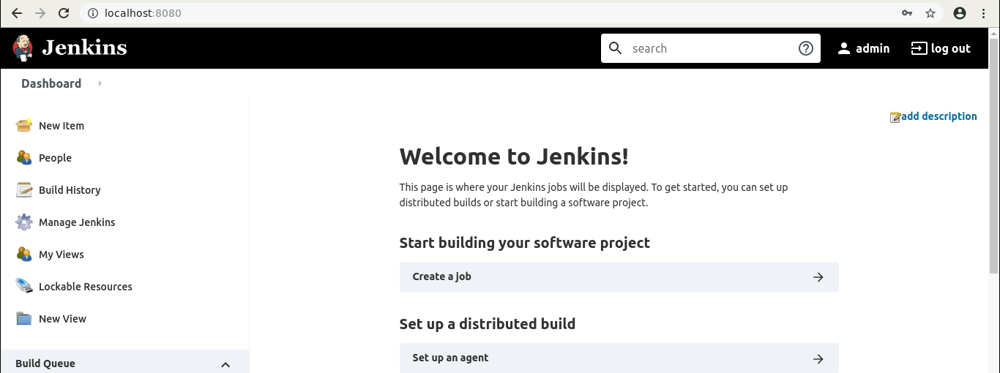 localhost:8080
Jenkins
search
admin
log out
Dashboard
add description
New Item
People
Build History
Manage Jenkins
My Views
Lockable Resources
New View
Build Queue
Welcome to Jenkins!
This page is where your Jenkins jobs will be displayed. To get started, you can set up
distributed builds or start building a software project.
Start building your software project
Create a job
Set up a distributed build
Set up an agent